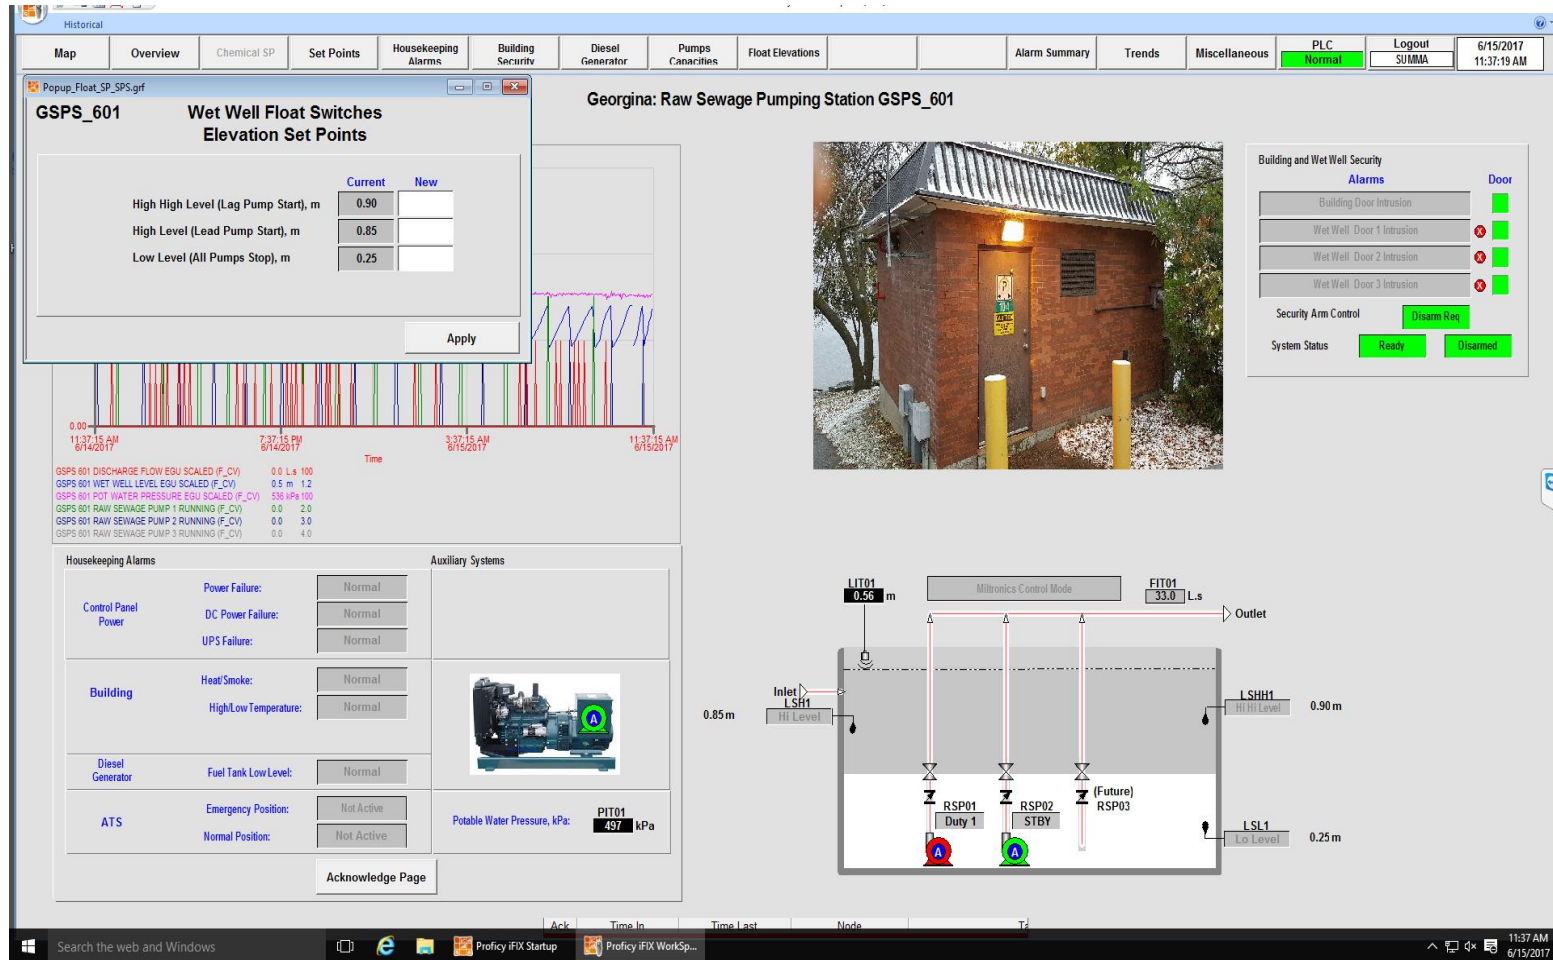 Historical
Map
Overview
Chemical SP
Set Points
Housekeeping
Alarms
Building
Security
Diesel
Generator
Pumps
Capacities
Float Elevations
Alarm Summary
Trends
Miscellaneous
PLC
Normal
Logout
SUMMA
6/15/2017
11:37:19 AM
Popup_Float_SP_SPS.grf
GSPS_601
Wet Well Float Switches
Elevation Set Points
Current New
High High Level (Lag Pump Start), m 0.90
High Level (Lead Pump Start), m 0.85
Low Level (All Pumps Stop), m 0.25
Apply
Georgina: Raw Sewage Pumping Station GSPS_601
0.00
11:37:15 AM
6/14/2017
7:37:15 PM
6/14/2017
3:37:15 AM
6/15/2017
11:37:15 AM
6/15/2017
Time
GSPS 601 DISCHARGE FLOW EGU SCALED (F_CV) 0.0 L.s 100
GSPS 601 WET WELL LEVEL EGU SCALED (F_CV) 0.5 m 1.2
GSPS 601 POT WATER PRESSURE EGU SCALED (F_CV) 536 kPa 100
GSPS 601 RAW SEWAGE PUMP 1 RUNNING (F_CV) 0.0 2.0
GSPS 601 RAW SEWAGE PUMP 2 RUNNING (F_CV) 0.0 3.0
GSPS 601 RAW SEWAGE PUMP 3 RUNNING (F_CV) 0.0 4.0
Building and Wet Well Security
Alarms Door
Building Door Intrusion
Wet Well Door 1 Intrusion X
Wet Well Door 2 Intrusion X
Wet Well Door 3 Intrusion X
Security Arm Control Disarm Req
System Status Ready Disarmed
Housekeeping Alarms
Auxiliary Systems
Control Panel
Power
Power Failure: Normal
DC Power Failure: Normal
UPS Failure: Normal
Building
Heat/Smoke: Normal
High/Low Temperature: Normal
A
Diesel
Generator
Fuel Tank Low Level: Normal
ATS
Emergency Position: Not Active
Normal Position: Not Active
Potable Water Pressure, kPa:
PIT01
497 kPa
Acknowledge Page
LIT01
0.56 m
Miltronics Control Mode
FIT01
33.0 L.s
Outlet
Inlet
LSH1
0.85 m Hi Level
LSHH1
Hi Hi Level 0.90 m
RSP01
Duty 1
A
RSP02
STBY
A
(Future)
RSP03
LSL1
Lo Level 0.25 m
Ack Time In Time Last Node
Search the web and Windows
Proficy iFIX Startup
Proficy iFIX WorkSp...
11:37 AM
6/15/2017